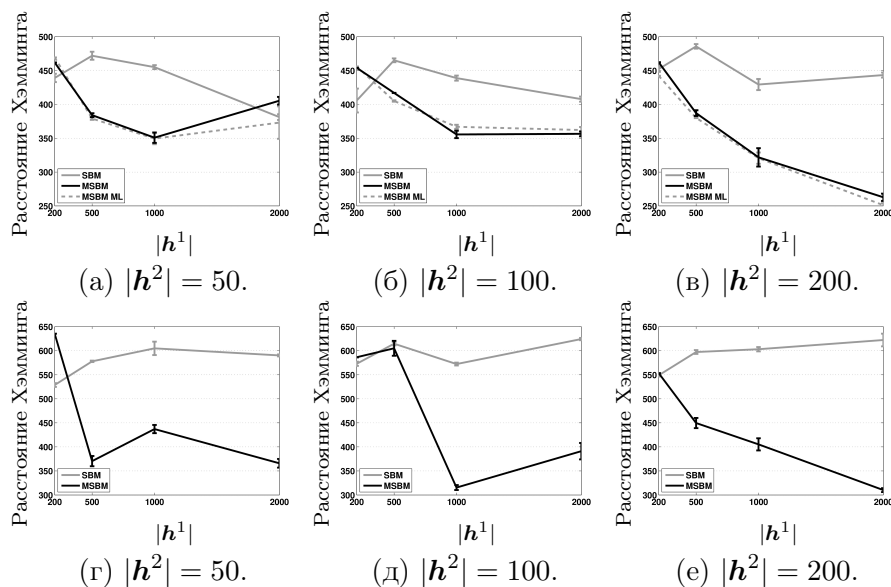 500
450
400
350
300
250
200
500
1000
2000
SBM
MSBM
MSBM ML
Расстояние Хэмминга
|h¹|
(а) |h²| = 50.
500
450
400
350
300
250
200
500
1000
2000
SBM
MSBM
MSBM ML
Расстояние Хэмминга
|h¹|
(б) |h²| = 100.
500
450
400
350
300
250
200
500
1000
2000
SBM
MSBM
MSBM ML
Расстояние Хэмминга
|h¹|
(в) |h²| = 200.
650
600
550
500
450
400
350
300
200
500
1000
2000
SBM
MSBM
Расстояние Хэмминга
|h¹|
(г) |h²| = 50.
650
600
550
500
450
400
350
300
200
500
1000
2000
SBM
MSBM
Расстояние Хэмминга
|h¹|
(д) |h²| = 100.
650
600
550
500
450
400
350
300
200
500
1000
2000
SBM
MSBM
Расстояние Хэмминга
|h¹|
(е) |h²| = 200.